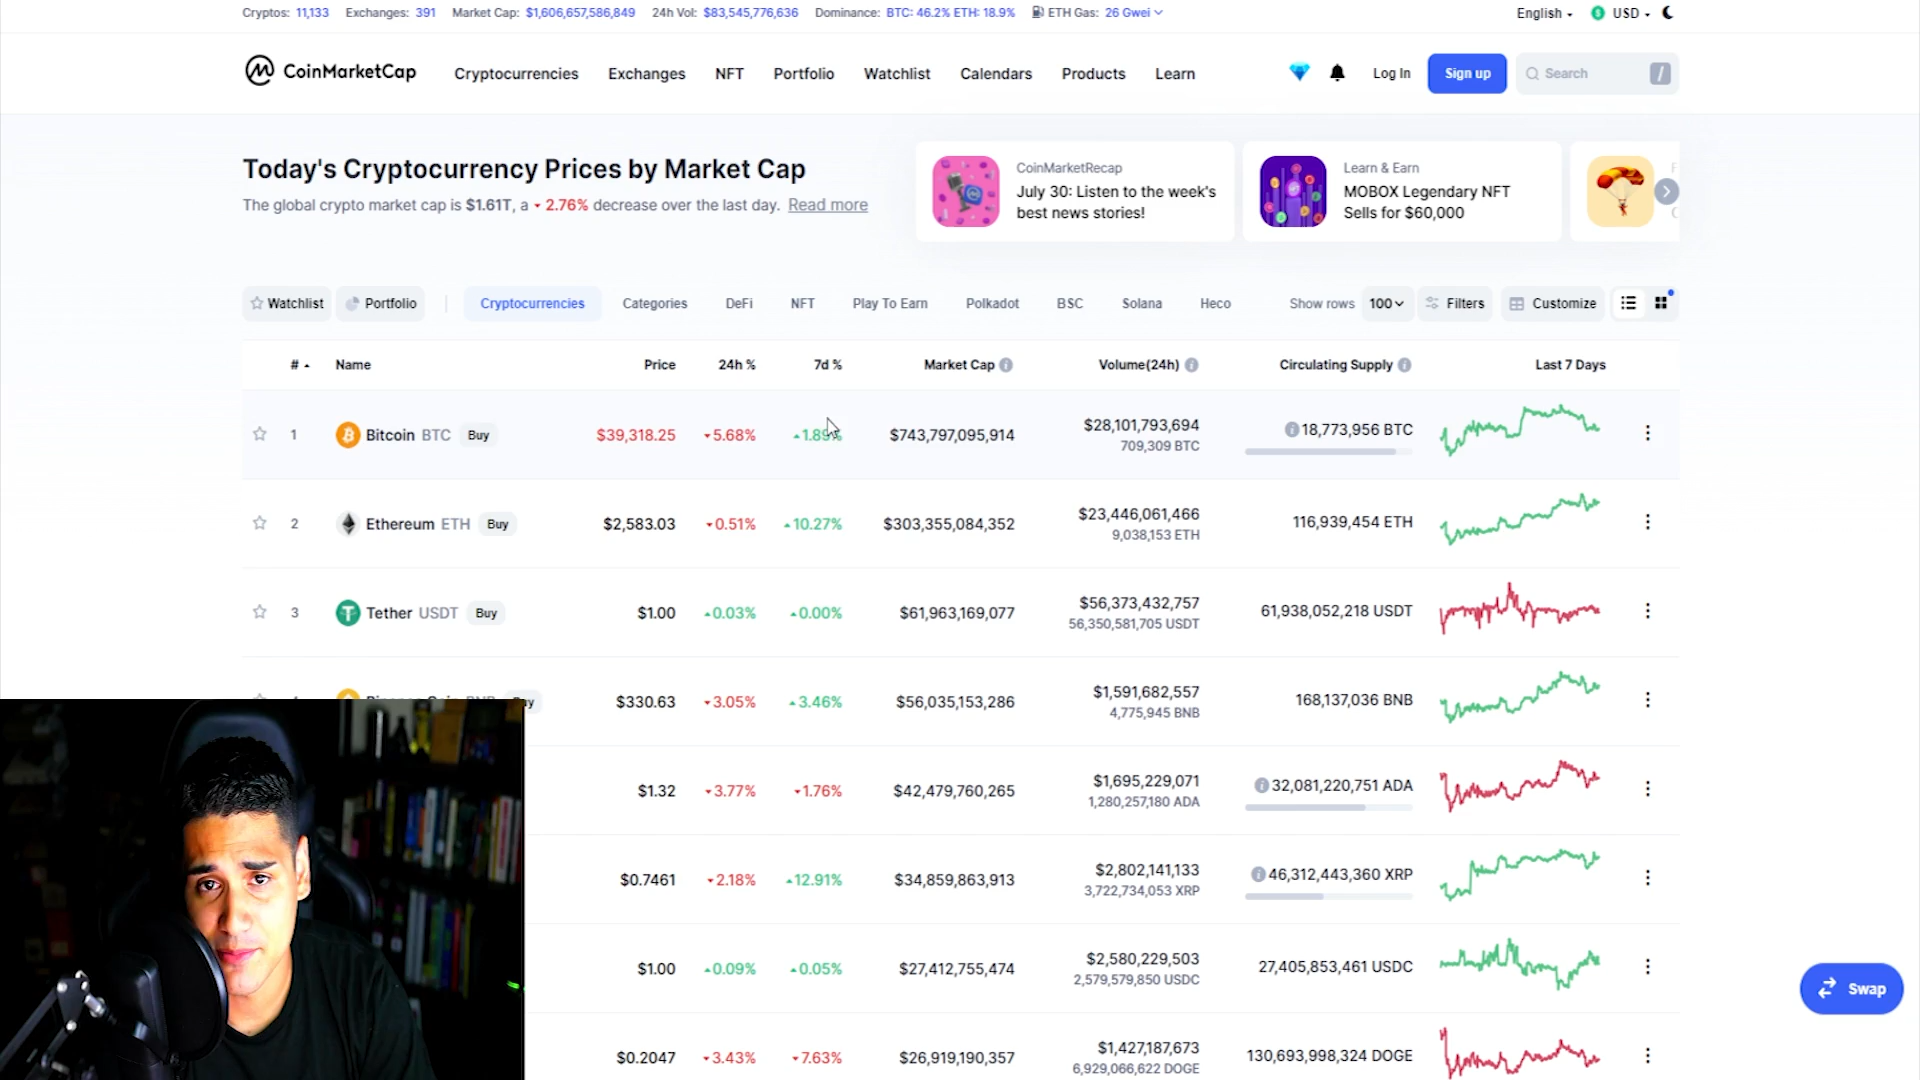 Cryptos: 11,133 Exchanges: 391 Market Cap: $1,606,657,586,849 24h Vol: $83,545,776,636 Dominance: BTC: 46.2% ETH: 18.9% ETH Gas: 26 Gwei English USD
CoinMarketCap Cryptocurrencies Exchanges NFT Portfolio Watchlist Calendars Products Learn Log In Sign up Search /
Today's Cryptocurrency Prices by Market Cap
The global crypto market cap is $1.61T, a 2.76% decrease over the last day. Read more
CoinMarketRecap
July 30: Listen to the week's
best news stories!
Learn & Earn
MOBOX Legendary NFT
Sells for $60,000
Watchlist Portfolio Cryptocurrencies Categories DeFi NFT Play To Earn Polkadot BSC Solana Heco Show rows 100 Filters Customize
# Name Price 24h % 7d % Market Cap Volume(24h) Circulating Supply Last 7 Days
1 Bitcoin BTC Buy $39,318.25 5.68% 1.89% $743,797,095,914 $28,101,793,694 18,773,956 BTC
709,309 BTC
2 Ethereum ETH Buy $2,583.03 0.51% 10.27% $303,355,084,352 $23,446,061,466 116,939,454 ETH
9,038,153 ETH
3 Tether USDT Buy $1.00 0.03% 0.00% $61,963,169,077 $56,373,432,757 61,938,052,218 USDT
56,350,581,705 USDT
$330.63 3.05% 3.46% $56,035,153,286 $1,591,682,557 168,137,036 BNB
4,775,945 BNB
$1.32 3.77% 1.76% $42,479,760,265 $1,695,229,071 32,081,220,751 ADA
1,280,257,180 ADA
$0.7461 2.18% 12.91% $34,859,863,913 $2,802,141,133 46,312,443,360 XRP
3,722,734,053 XRP
$1.00 0.09% 0.05% $27,412,755,474 $2,580,229,503 27,405,853,461 USDC
2,579,579,850 USDC
Swap
$0.2047 3.43% 7.63% $26,919,190,357 $1,427,187,673 130,693,998,324 DOGE
6,929,066,622 DOGE